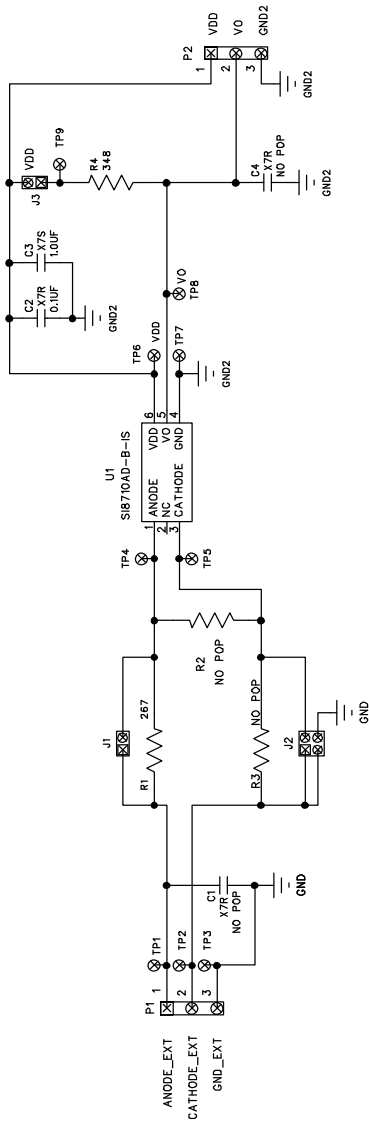 P2
VDD
VO
GND2
1
2
3
GND2
VDD
J3
TP9
R4
348
C4
X7R
NO POP
GND2
C3
X7S
1.0UF
C2
X7R
0.1UF
GND2
VO
TP8
TP6
VDD
TP7
GND2
U1
SI8710AD-B-IS
ANODE
NC
CATHODE
VDD
VO
GND
1
2
3
6
5
4
TP4
TP5
R2
NO POP
J1
267
R1
NO POP
R3
J2
GND
C1
X7R
NO POP
GND
TP1
TP2
TP3
P1
1
2
3
ANODE_EXT
CATHODE_EXT
GND_EXT